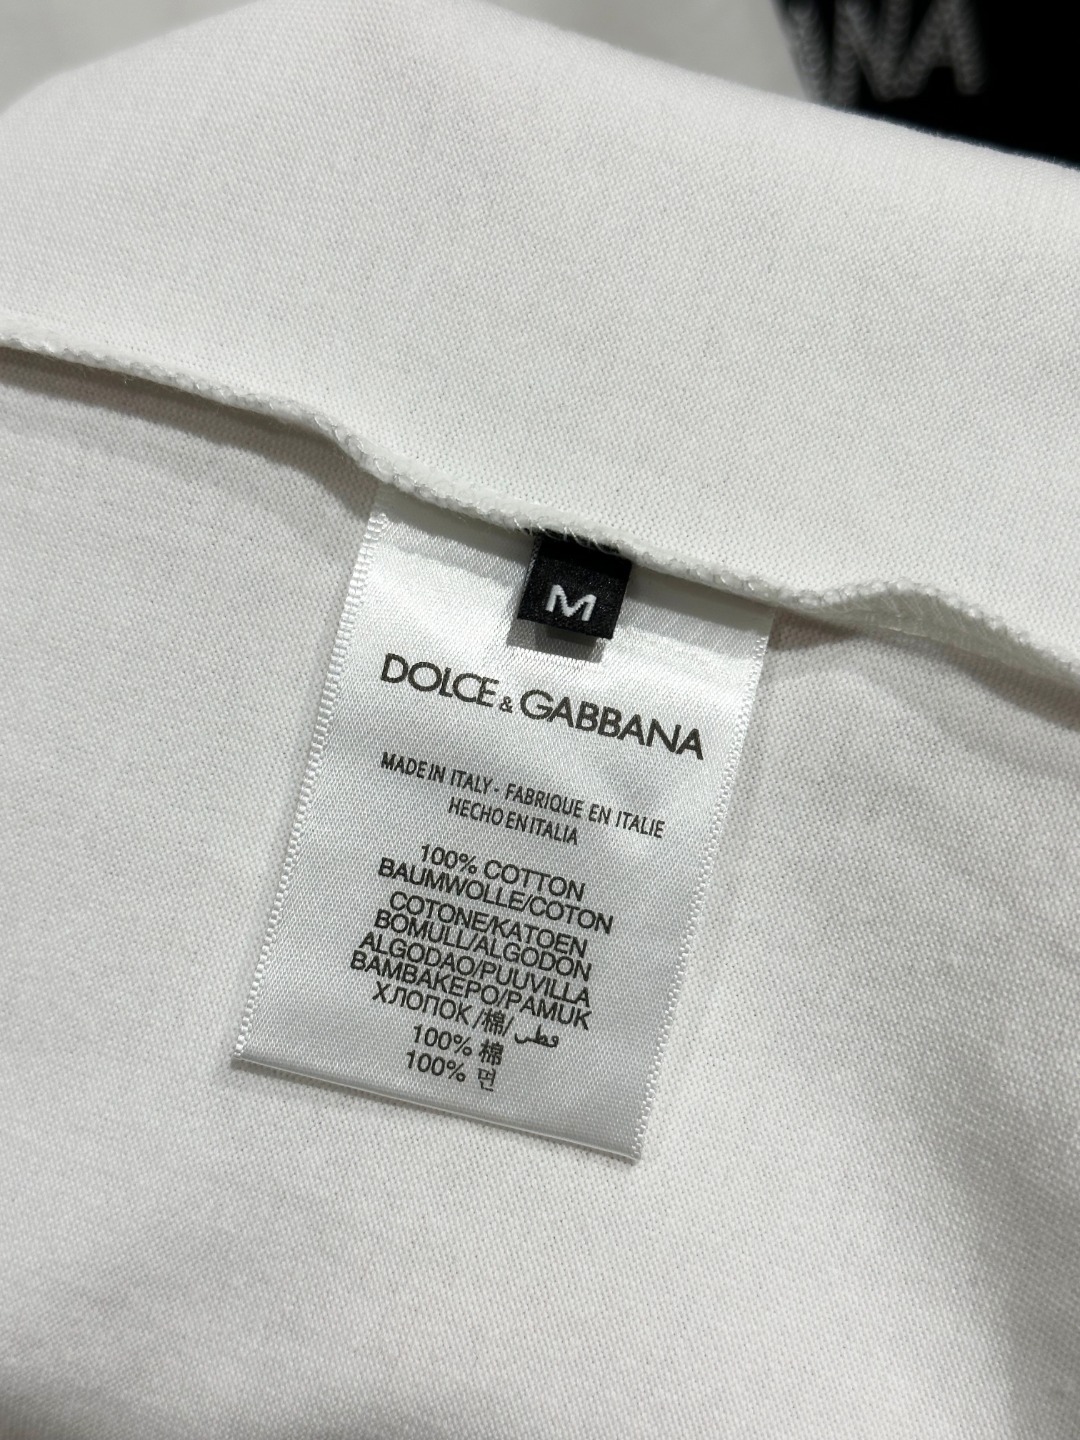 NA
M
DOLCE & GABBANA
MADE IN ITALY - FABRIQUE EN ITALIE
HECHO EN ITALIA
100% COTTON
BAUMWOLLE/COTON
COTONE/KATOEN
BOMULL/ALGODON
ALGODAO/PUUVILLA
BAMBAKEPO/PAMUK
ХЛОПОК/棉/قطن
100% 棉
100% 면